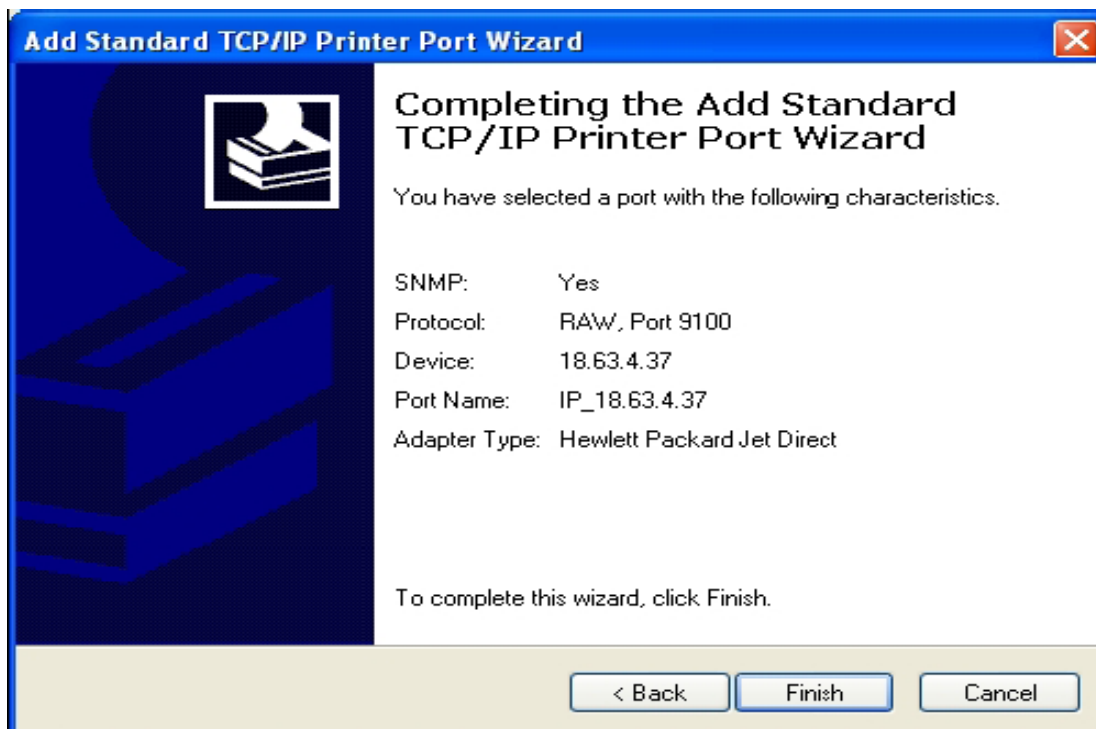 Add Standard TCP/IP Printer Port Wizard
Completing the Add Standard
TCP/IP Printer Port Wizard
You have selected a port with the following characteristics.
SNMP: Yes
Protocol: RAW, Port 9100
Device: 18.63.4.37
Port Name: IP_18.63.4.37
Adapter Type: Hewlett Packard Jet Direct
To complete this wizard, click Finish.
< Back Finish Cancel